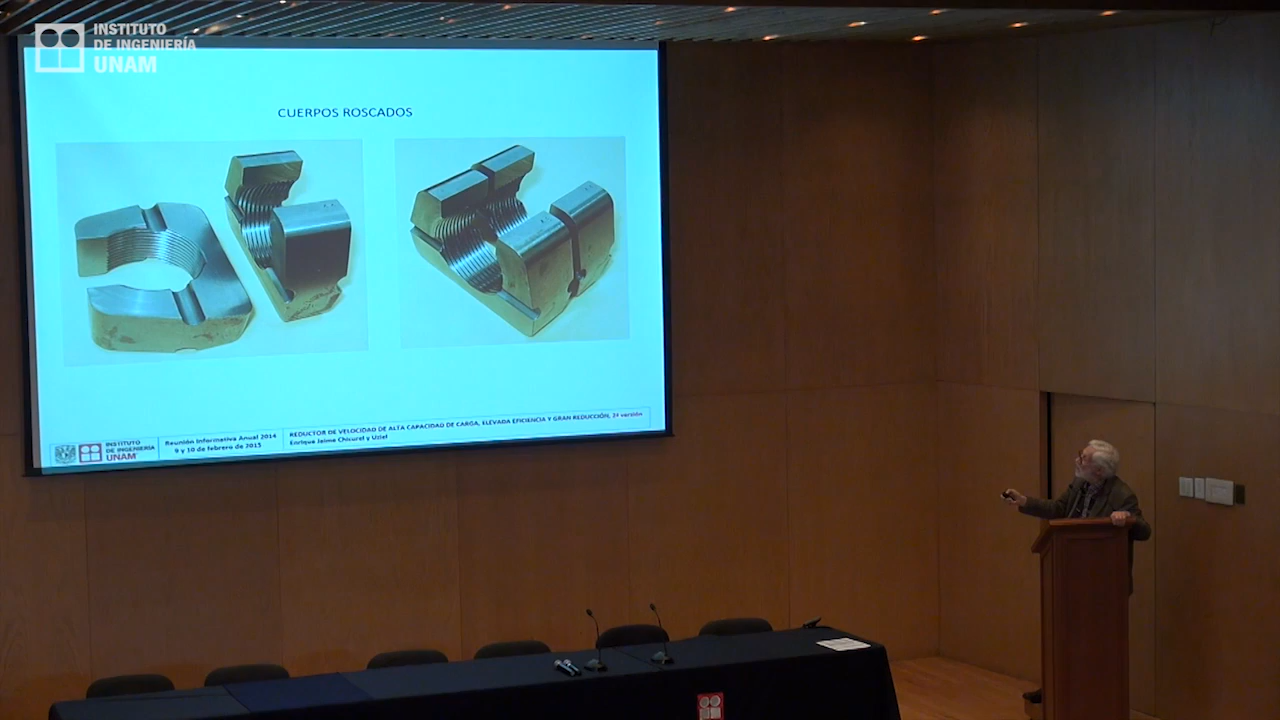 INSTITUTO
DE INGENIERÍA
UNAM
CUERPOS ROSCADOS
INSTITUTO
DE INGENIERÍA
UNAM
Reunión Informativa Anual 2014
9 y 10 de febrero de 2015
REDUCTOR DE VELOCIDAD DE ALTA CAPACIDAD DE CARGA, ELEVADA EFICIENCIA Y GRAN REDUCCIÓN, 2ª versión
Enrique Jaime Chicurel y Uziel